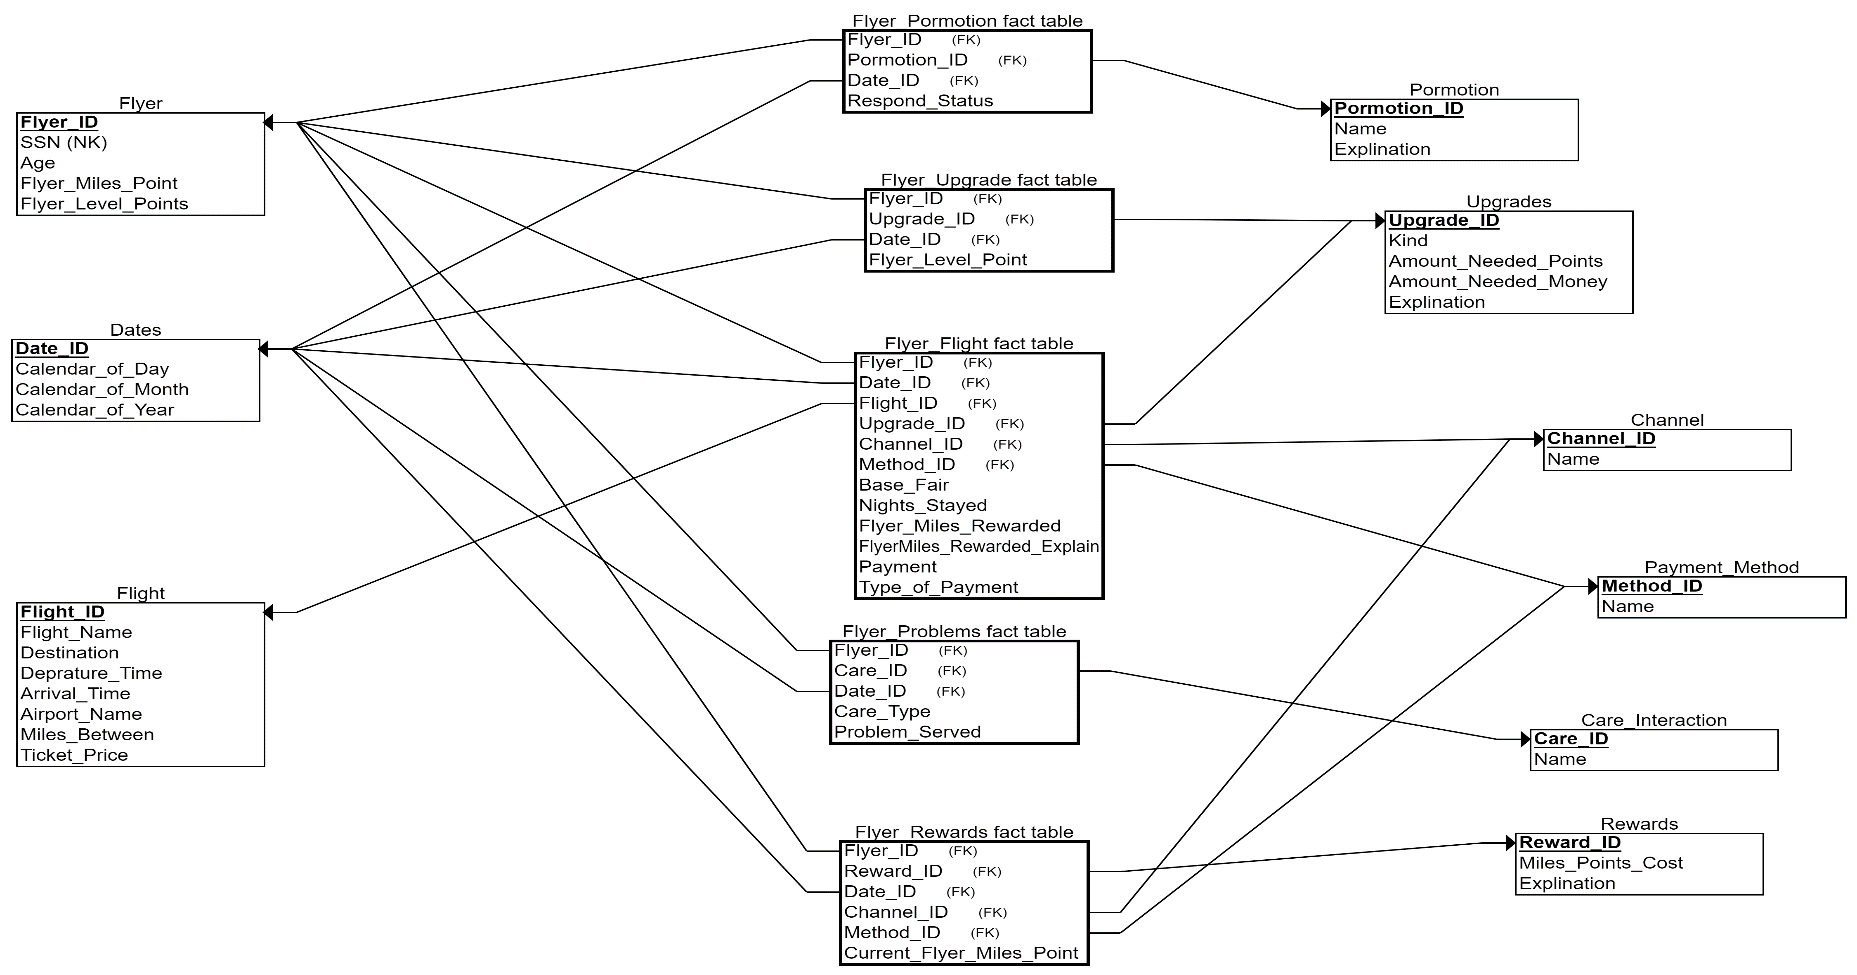 Flyer_Pormotion fact table
Flyer_ID (FK)
Pormotion_ID (FK)
Date_ID (FK)
Respond_Status
Pormotion
Pormotion_ID
Name
Explination
Flyer
Flyer_ID
SSN (NK)
Age
Flyer_Miles_Point
Flyer_Level_Points
Flyer_Upgrade fact table
Flyer_ID (FK)
Upgrade_ID (FK)
Date_ID (FK)
Flyer_Level_Point
Upgrades
Upgrade_ID
Kind
Amount_Needed_Points
Amount_Needed_Money
Explination
Dates
Date_ID
Calendar_of_Day
Calendar_of_Month
Calendar_of_Year
Flyer_Flight fact table
Flyer_ID (FK)
Date_ID (FK)
Flight_ID (FK)
Upgrade_ID (FK)
Channel_ID (FK)
Method_ID (FK)
Base_Fair
Nights_Stayed
Flyer_Miles_Rewarded
FlyerMiles_Rewarded_Explain
Payment
Type_of_Payment
Channel
Channel_ID
Name
Payment_Method
Method_ID
Name
Flight
Flight_ID
Flight_Name
Destination
Deprature_Time
Arrival_Time
Airport_Name
Miles_Between
Ticket_Price
Flyer_Problems fact table
Flyer_ID (FK)
Care_ID (FK)
Date_ID (FK)
Care_Type
Problem_Served
Care_Interaction
Care_ID
Name
Flyer_Rewards fact table
Flyer_ID (FK)
Reward_ID (FK)
Date_ID (FK)
Channel_ID (FK)
Method_ID (FK)
Current_Flyer_Miles_Point
Rewards
Reward_ID
Miles_Points_Cost
Explination